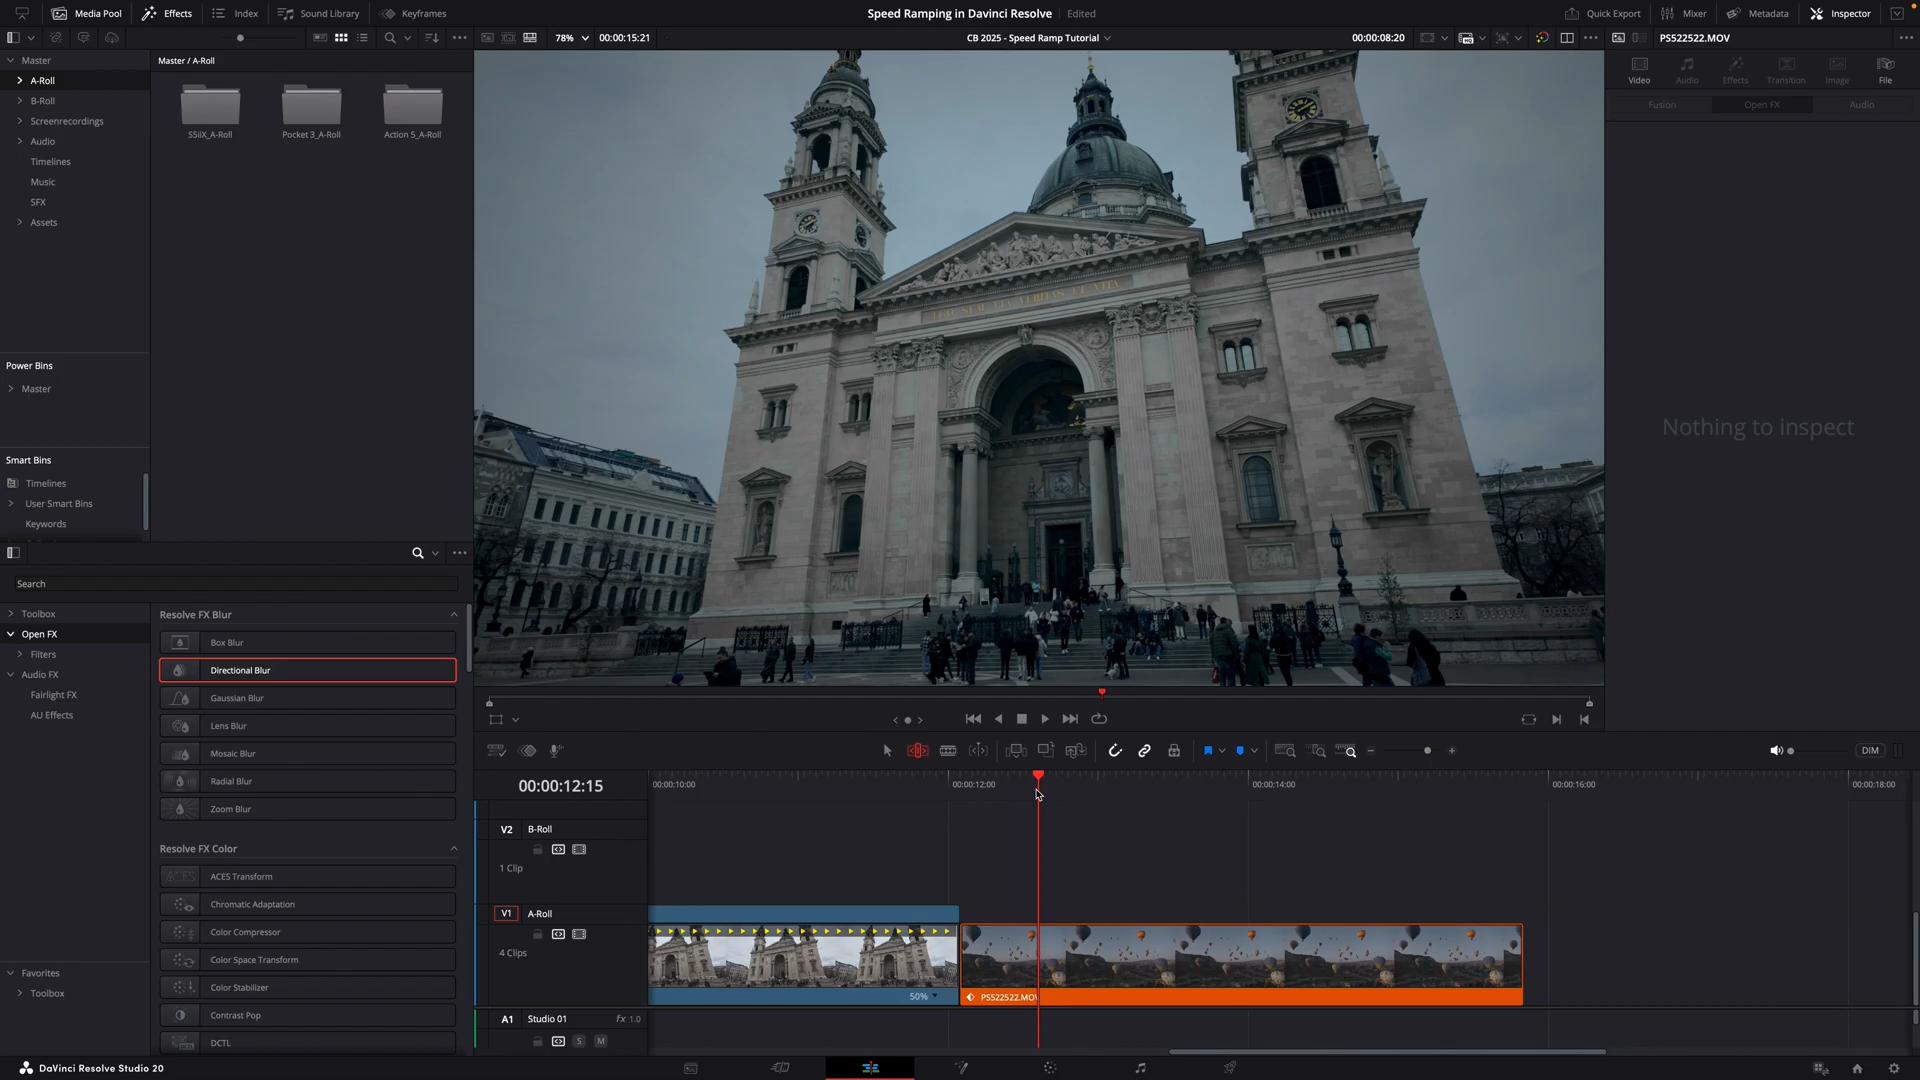 Media Pool
Effects
Index
Sound Library
Keyframes
Speed Ramping in Davinci Resolve
Edited
Quick Export
Mixer
Metadata
Inspector
78%
00:00:15:21
CB 2025 - Speed Ramp Tutorial
00:00:08:20
PS522522.MOV
Master
A-Roll
B-Roll
Screenrecordings
Audio
Timelines
Music
SFX
Assets
Master / A-Roll
S5iiX_A-Roll
Pocket 3_A-Roll
Action 5_A-Roll
Video
Audio
Effects
Transition
Image
File
Fusion
Open FX
Audio
Nothing to inspect
Power Bins
Master
Smart Bins
Timelines
User Smart Bins
Keywords
Search
Toolbox
Open FX
Filters
Audio FX
Fairlight FX
AU Effects
Favorites
Toolbox
Resolve FX Blur
Box Blur
Directional Blur
Gaussian Blur
Lens Blur
Mosaic Blur
Radial Blur
Zoom Blur
Resolve FX Color
ACES Transform
Chromatic Adaptation
Color Compressor
Color Space Transform
Color Stabilizer
Contrast Pop
DCTL
DIM
00:00:12:15
00:00:10:00
00:00:12:00
00:00:14:00
00:00:16:00
00:00:18:00
V2
B-Roll
1 Clip
V1
A-Roll
4 Clips
50%
PS522522.MOV
A1
Studio 01
fx 1.0
S
M
DaVinci Resolve Studio 20